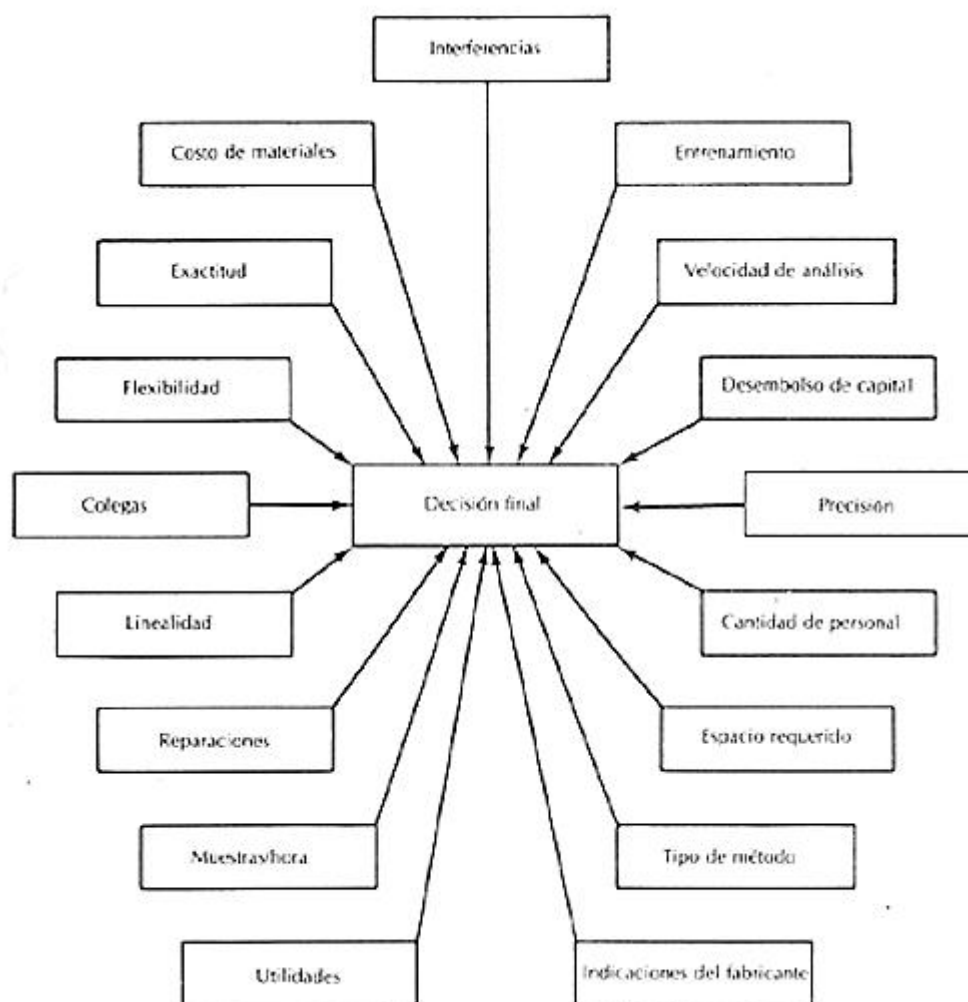 Interferencias
Costo de materiales
Entrenamiento
Exactitud
Velocidad de análisis
Flexibilidad
Desembolso de capital
Colegas
Decisión final
Precisión
Linealidad
Cantidad de personal
Reparaciones
Espacio requerido
Muestras/hora
Tipo de método
Utilidades
Indicaciones del fabricante